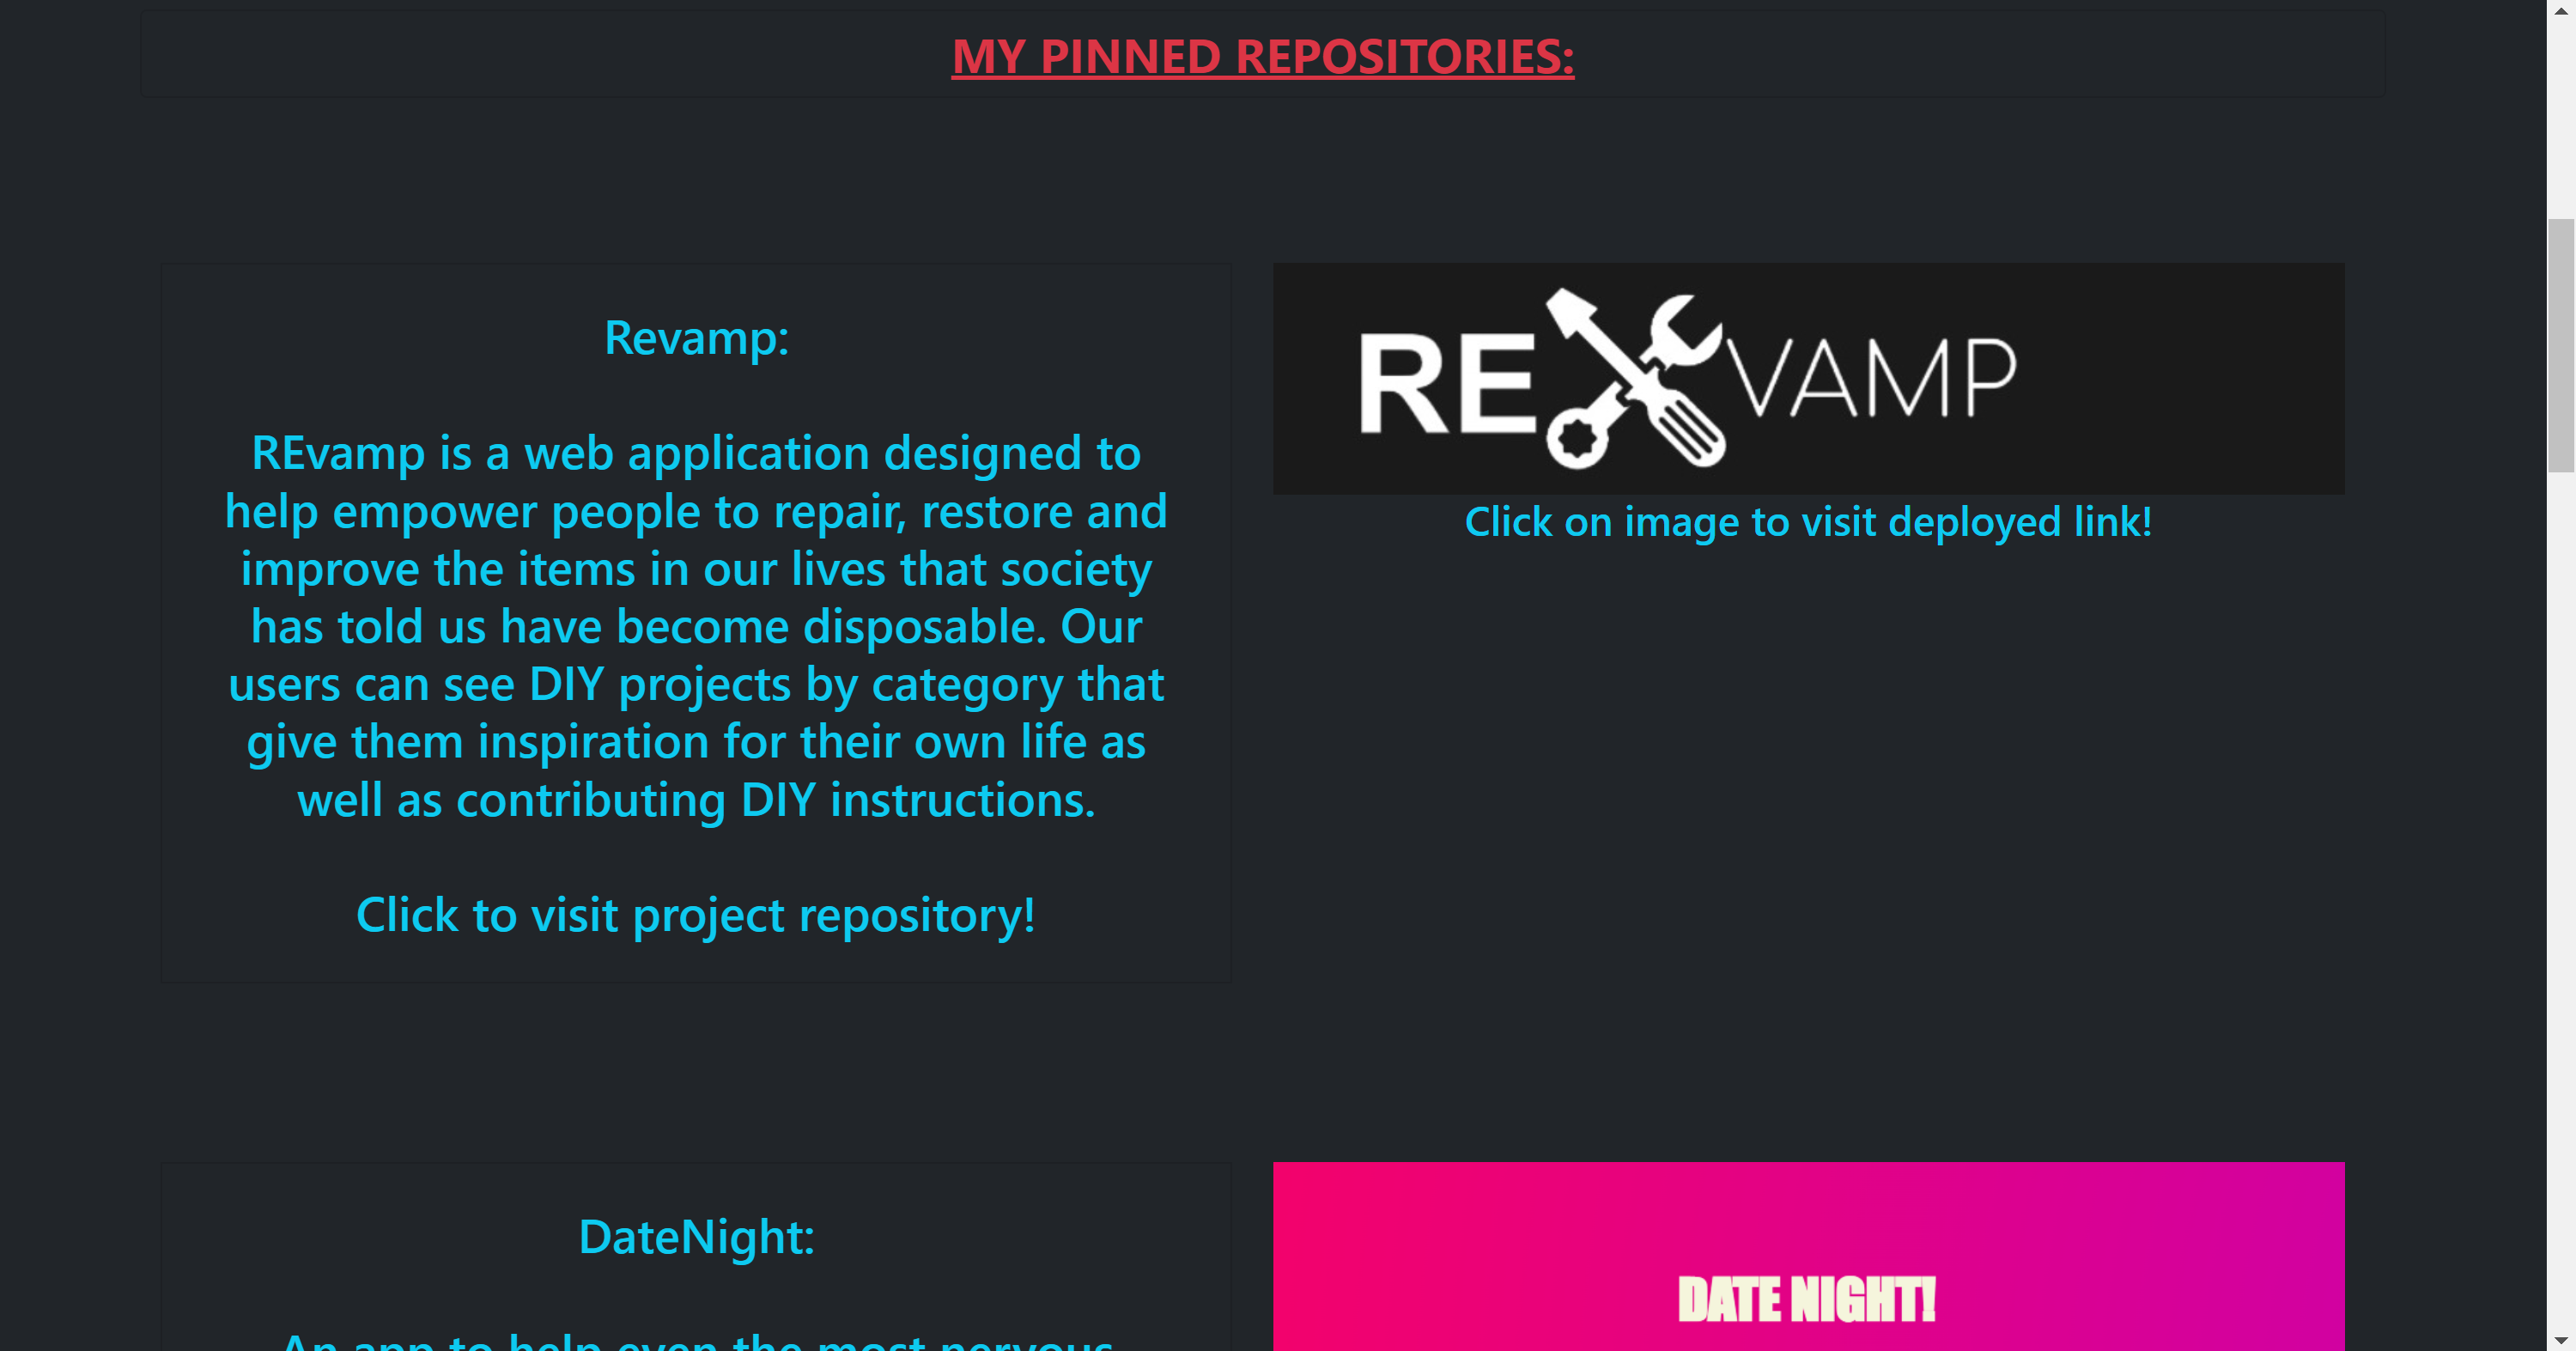 MY PINNED REPOSITORIES:
Revamp:
REvamp is a web application designed to
help empower people to repair, restore and
improve the items in our lives that society
has told us have become disposable. Our
users can see DIY projects by category that
give them inspiration for their own life as
well as contributing DIY instructions.
Click to visit project repository!
RE VAMP
Click on image to visit deployed link!
DateNight:
An app to help even the most nervous
DATE NIGHT!